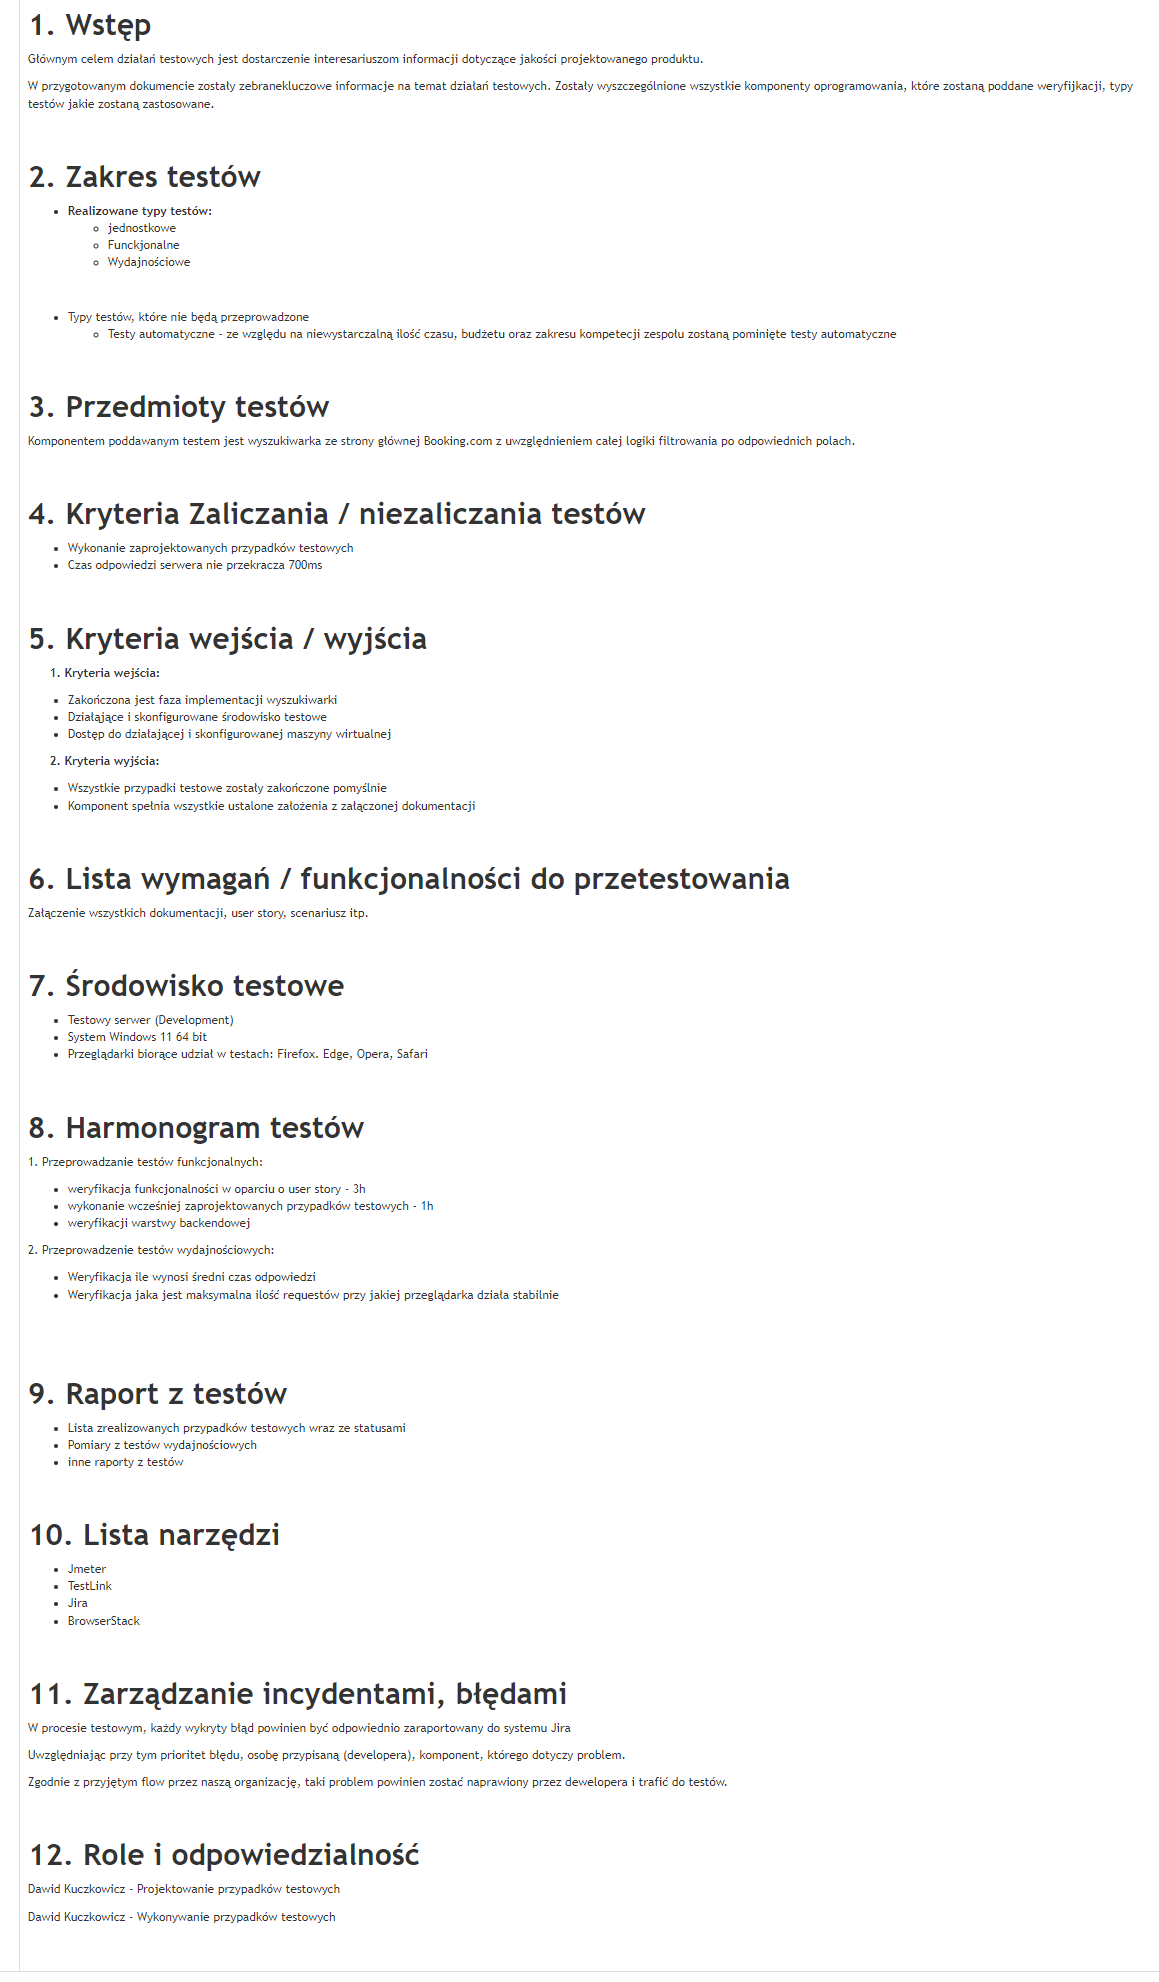 1. Wstęp
Głównym celem działań testowych jest dostarczenie interesariuszom informacji dotyczące jakości projektowanego produktu.
W przygotowanym dokumencie zostały zebranekluczowe informacje na temat działań testowych. Zostały wyszczególnione wszystkie komponenty oprogramowania, które zostaną poddane weryfijkacji, typy
testów jakie zostaną zastosowane.
2. Zakres testów
• Realizowane typy testów:
◦ jednostkowe
◦ Funckjonalne
◦ Wydajnościowe
• Typy testów, które nie będą przeprowadzone
◦ Testy automatyczne - ze względu na niewystarczalną ilość czasu, budżetu oraz zakresu kompetecji zespołu zostaną pominięte testy automatyczne
3. Przedmioty testów
Komponentem poddawanym testem jest wyszukiwarka ze strony głównej Booking.com z uwzględnieniem całej logiki filtrowania po odpowiednich polach.
4. Kryteria Zaliczania / niezaliczania testów
• Wykonanie zaprojektowanych przypadków testowych
• Czas odpowiedzi serwera nie przekracza 700ms
5. Kryteria wejścia / wyjścia
1. Kryteria wejścia:
• Zakończona jest faza implementacji wyszukiwarki
• Działające i skonfigurowane środowisko testowe
• Dostęp do działającej i skonfigurowanej maszyny wirtualnej
2. Kryteria wyjścia:
• Wszystkie przypadki testowe zostały zakończone pomyślnie
• Komponent spełnia wszystkie ustalone założenia z załączonej dokumentacji
6. Lista wymagań / funkcjonalności do przetestowania
Załączenie wszystkich dokumentacji, user story, scenariusz itp.
7. Środowisko testowe
• Testowy serwer (Development)
• System Windows 11 64 bit
• Przeglądarki biorące udział w testach: Firefox. Edge, Opera, Safari
8. Harmonogram testów
1. Przeprowadzanie testów funkcjonalnych:
• weryfikacja funkcjonalności w oparciu o user story - 3h
• wykonanie wcześniej zaprojektowanych przypadków testowych - 1h
• weryfikacji warstwy backendowej
2. Przeprowadzenie testów wydajnościowych:
• Weryfikacja ile wynosi średni czas odpowiedzi
• Weryfikacja jaka jest maksymalna ilość requestów przy jakiej przeglądarka działa stabilnie
9. Raport z testów
• Lista zrealizowanych przypadków testowych wraz ze statusami
• Pomiary z testów wydajnościowych
• inne raporty z testów
10. Lista narzędzi
• Jmeter
• TestLink
• Jira
• BrowserStack
11. Zarządzanie incydentami, błędami
W procesie testowym, każdy wykryty błąd powinien być odpowiednio zaraportowany do systemu Jira
Uwzględniając przy tym prioritet błędu, osobę przypisaną (developera), komponent, którego dotyczy problem.
Zgodnie z przyjętym flow przez naszą organizację, taki problem powinien zostać naprawiony przez dewelopera i trafić do testów.
12. Role i odpowiedzialność
Dawid Kuczkowicz - Projektowanie przypadków testowych
Dawid Kuczkowicz - Wykonywanie przypadków testowych